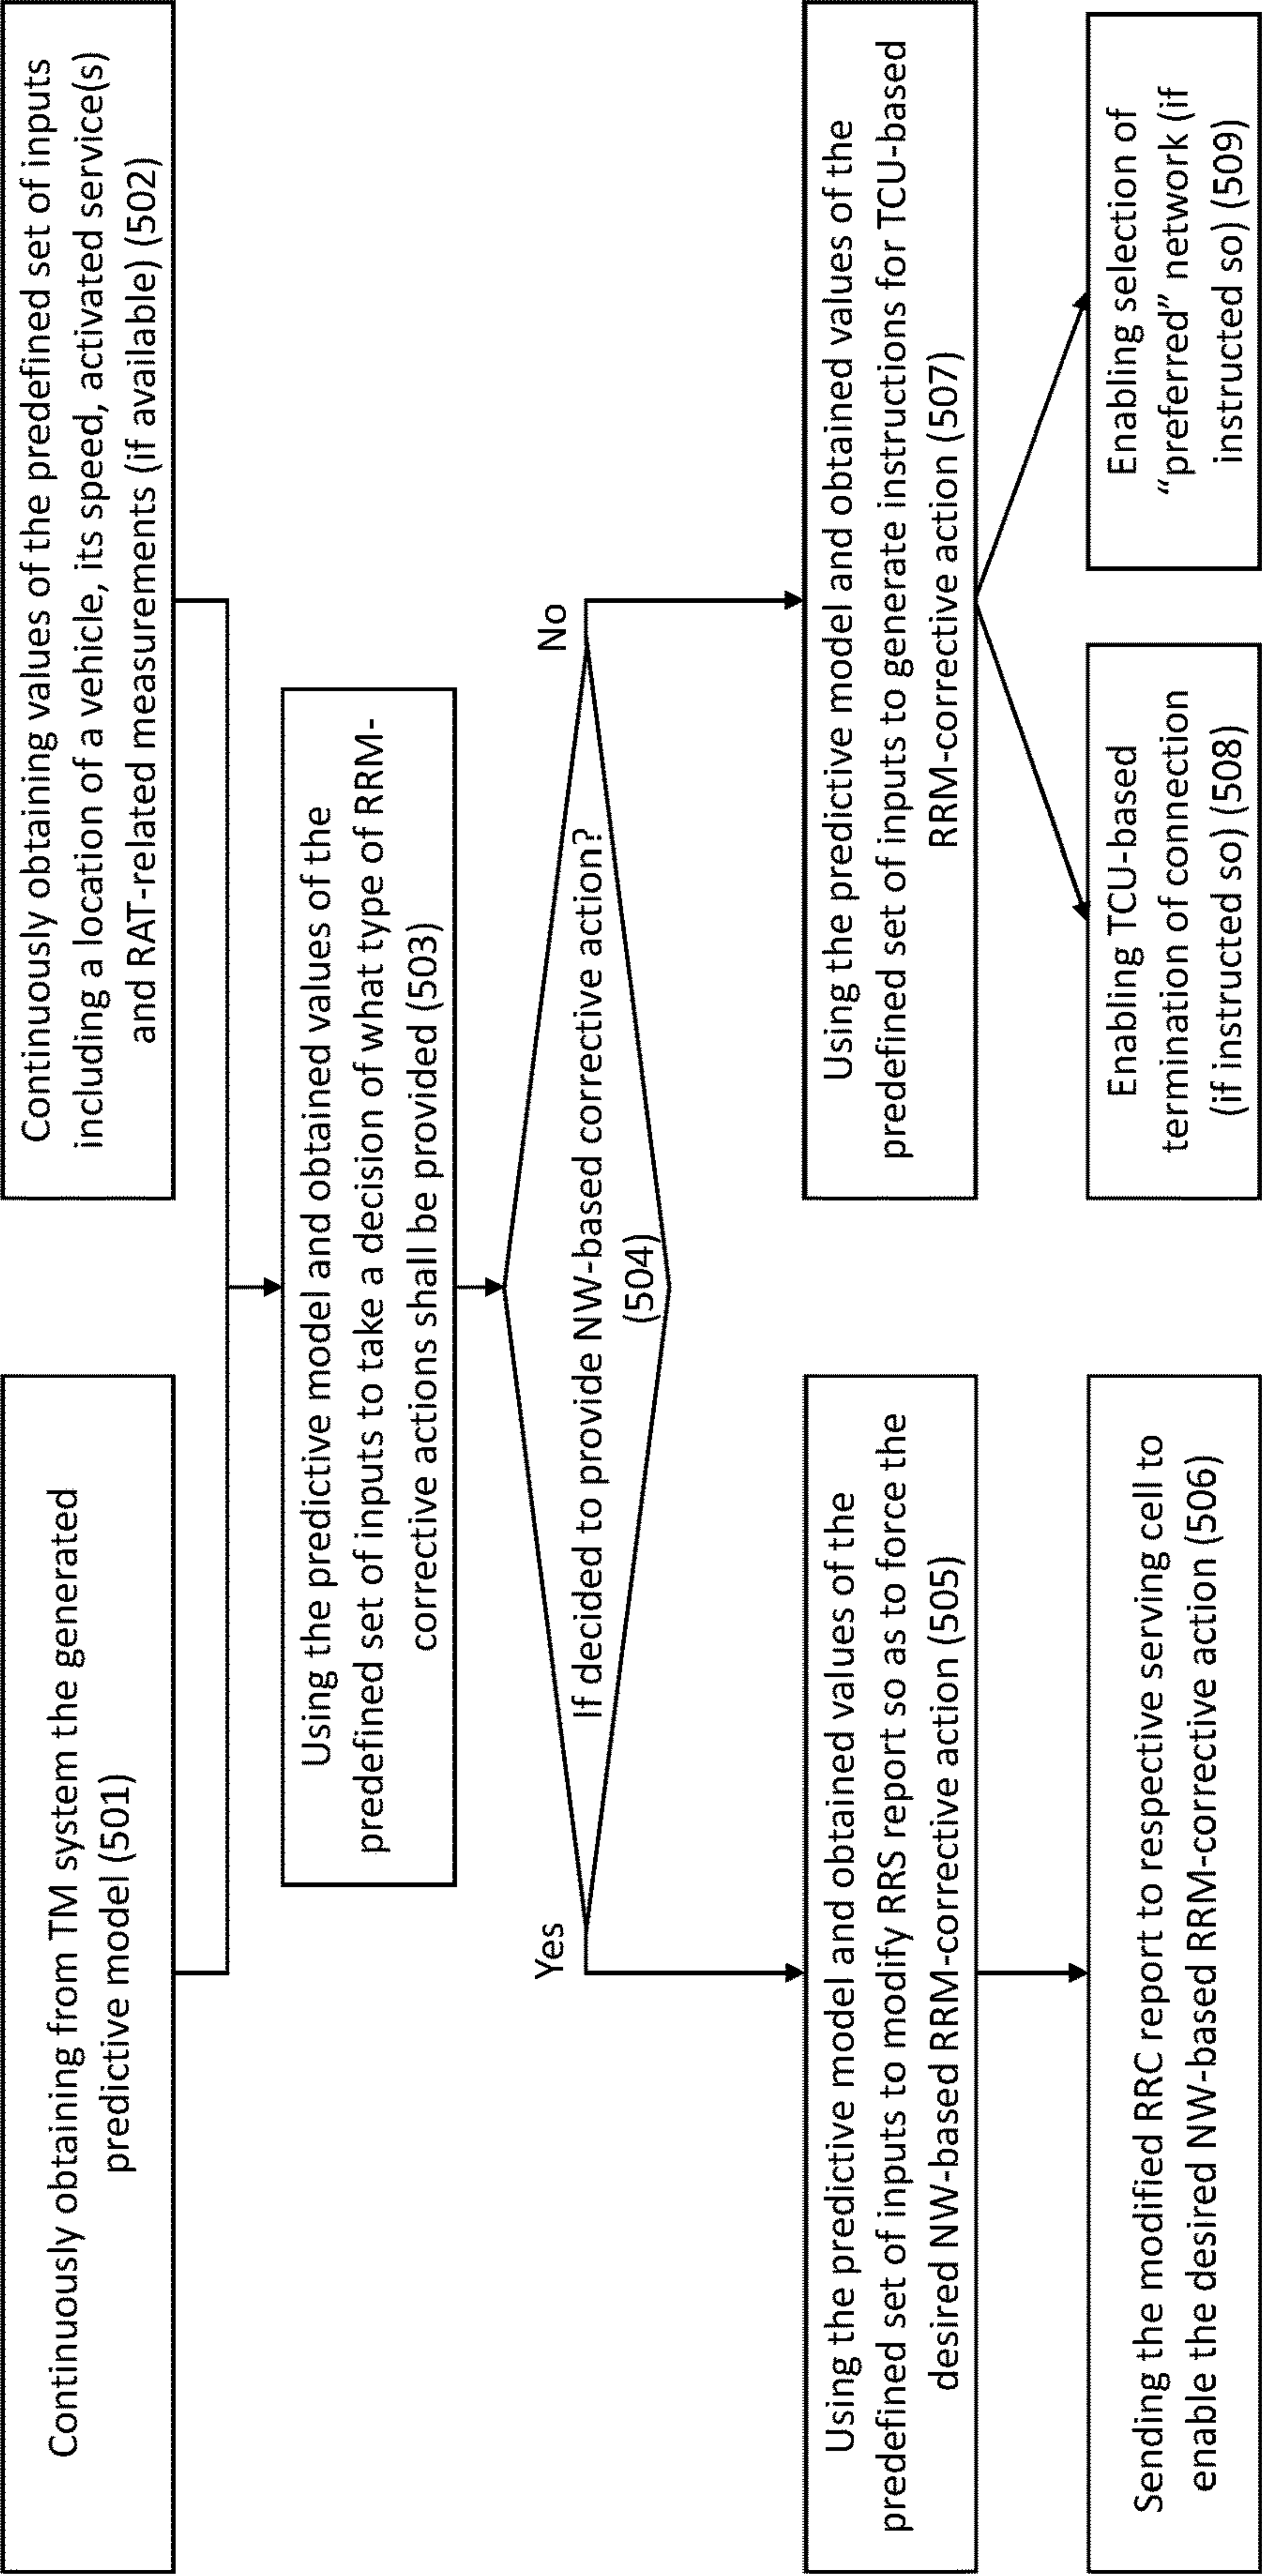 Continuously obtaining from TM system the generated
predictive model (501)
Continuously obtaining values of the predefined set of inputs
including a location of a vehicle, its speed, activated service(s)
and RAT-related measurements (if available) (502)
Using the predictive model and obtained values of the
predefined set of inputs to take a decision of what type of RRM-
corrective actions shall be provided (503)
If decided to provide NW-based corrective action?
(504)
Yes
No
Using the predictive model and obtained values of the
predefined set of inputs to modify RRS report so as to force the
desired NW-based RRM-corrective action (505)
Using the predictive model and obtained values of the
predefined set of inputs to generate instructions for TCU-based
RRM-corrective action (507)
Sending the modified RRC report to respective serving cell to
enable the desired NW-based RRM-corrective action (506)
Enabling TCU-based
termination of connection
(if instructed so) (508)
Enabling selection of
“preferred” network (if
instructed so) (509)